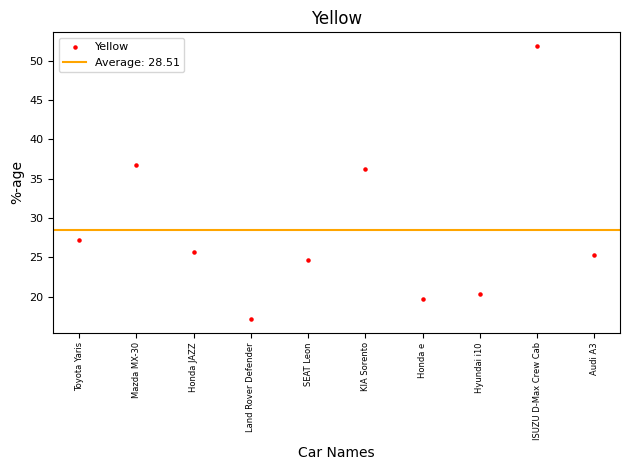 Yellow
Yellow
Average: 28.51
%-age
50
45
40
35
30
25
20
Toyota Yaris
Mazda MX-30
Honda JAZZ
Land Rover Defender
SEAT Leon
KIA Sorento
Honda e
Hyundai i10
ISUZU D-Max Crew Cab
Audi A3
Car Names